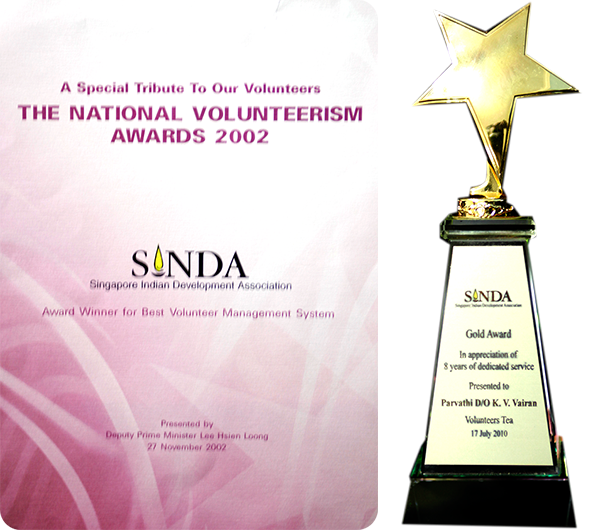 A Special Tribute To Our Volunteers
THE NATIONAL VOLUNTEERISM
AWARDS 2002
SINDA
Singapore Indian Development Association
Award Winner for Best Volunteer Management System
Presented by
Deputy Prime Minister Lee Hsien Loong
27 November 2002
SINDA
Singapore Indian Development Association
Gold Award
In appreciation of
8 years of dedicated service
Presented to
Parvathi D/O K. V. Vairan
Volunteers Tea
17 July 2010